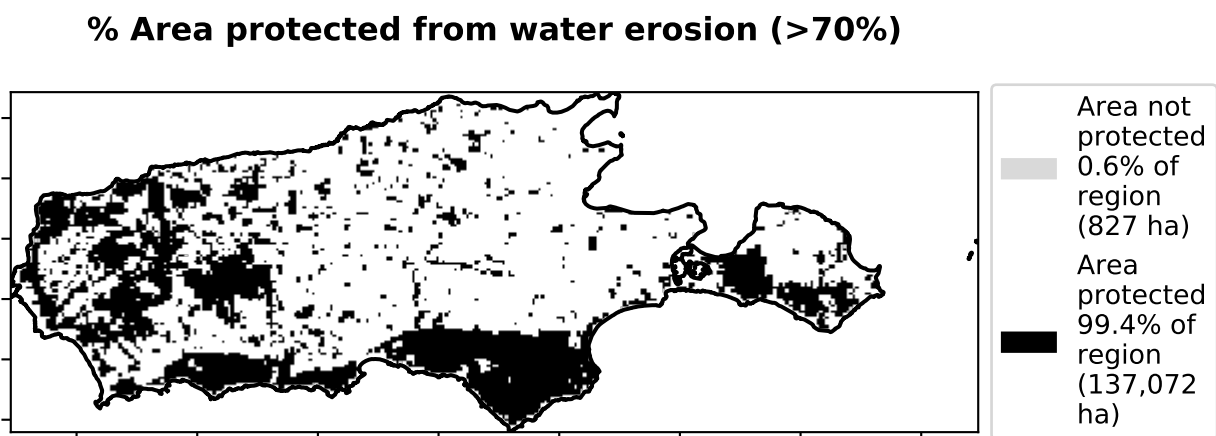 % Area protected from water erosion (>70%)
Area not
protected
0.6% of
region
(827 ha)
Area
protected
99.4% of
region
(137,072
ha)